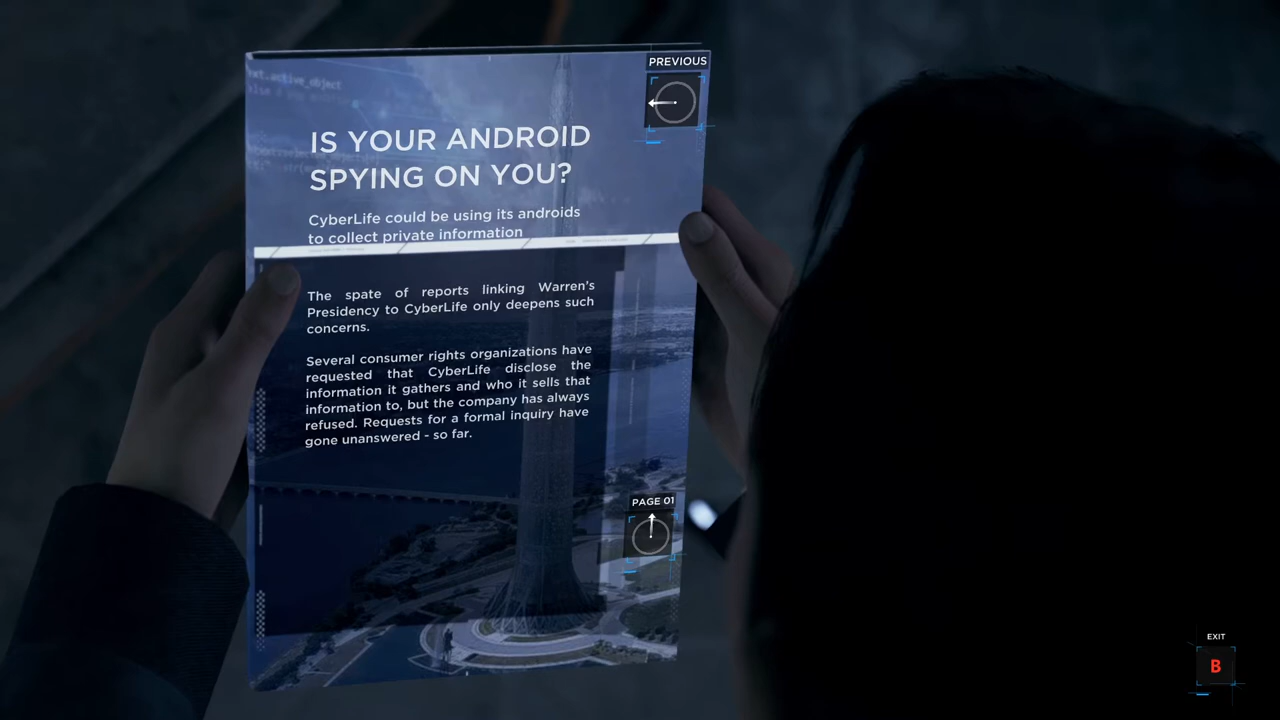 PREVIOUS
xt.active_object
IS YOUR ANDROID
SPYING ON YOU?
CyberLife could be using its androids
to collect private information
The spate of reports linking Warren's
Presidency to CyberLife only deepens such
concerns.
Several consumer rights organizations have
requested that CyberLife disclose the
information it gathers and who it sells that
information to, but the company has always
refused. Requests for a formal inquiry have
gone unanswered - so far.
PAGE 01
EXIT
B